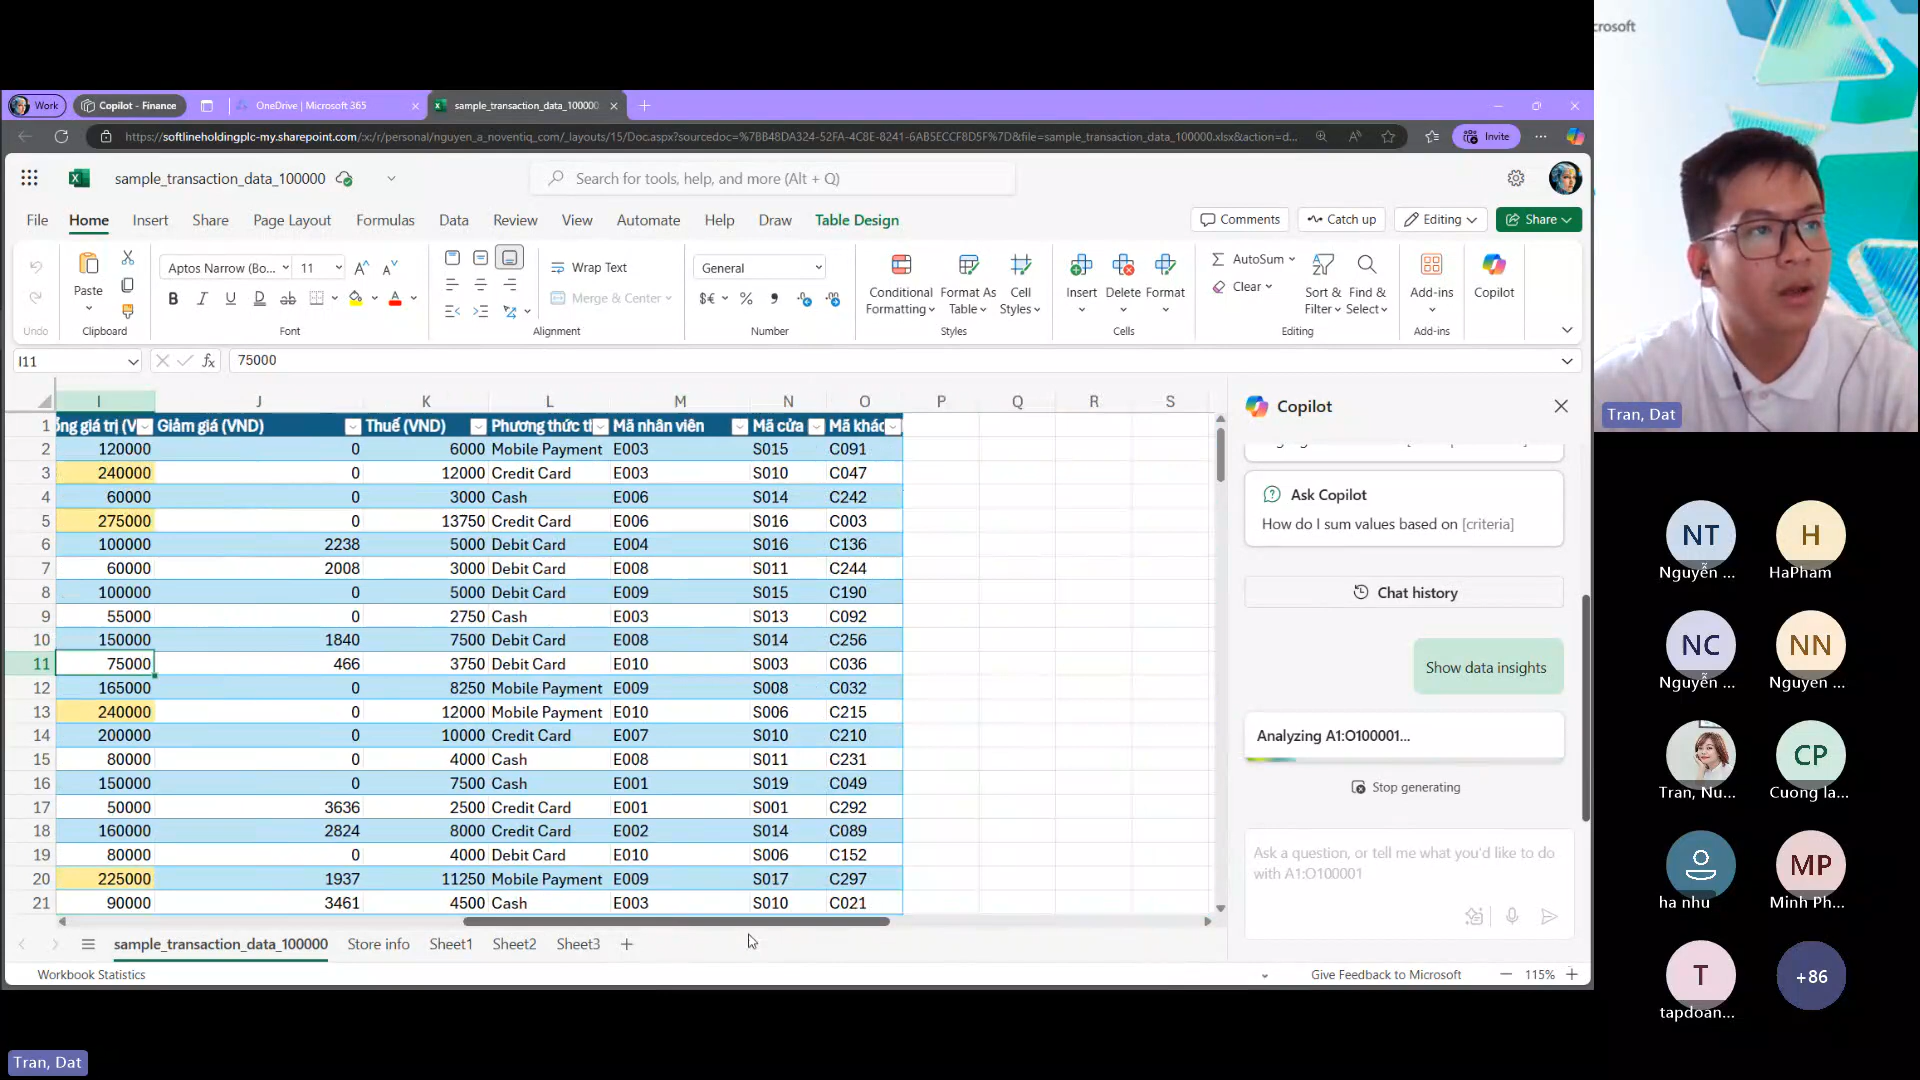 crosoft
Work
Copilot - Finance
OneDrive | Microsoft 365
sample_transaction_data_100000
https://softlineholdingplc-my.sharepoint.com/:x:/r/personal/nguyen_a_noventiq_com/_layouts/15/Doc.aspx?sourcedoc=%7BB48DA324-52FA-4C8E-8241-6AB5ECCF8D5F%7D&file=sample_transaction_data_100000.xlsx&action=d...
Invite
sample_transaction_data_100000
Search for tools, help, and more (Alt + Q)
File Home Insert Share Page Layout Formulas Data Review View Automate Help Draw Table Design
Comments Catch up Editing Share
Paste
Aptos Narrow (Bo... 11
Wrap Text
Merge & Center
General
Conditional Formatting
Format As Table
Cell Styles
Insert Delete Format
AutoSum
Clear
Sort & Filter
Find & Select
Add-ins
Copilot
Undo Clipboard Font Alignment Number Styles Cells Editing Add-ins
I11 fx 75000
I J K L M N O P Q R S
1 ổng giá trị (V Giảm giá (VND) Thuế (VND) Phương thức tl Mã nhân viên Mã cửa Mã khác
2 120000 0 6000 Mobile Payment E003 S015 C091
3 240000 0 12000 Credit Card E003 S010 C047
4 60000 0 3000 Cash E006 S014 C242
5 275000 0 13750 Credit Card E006 S016 C003
6 100000 2238 5000 Debit Card E004 S016 C136
7 60000 2008 3000 Debit Card E008 S011 C244
8 100000 0 5000 Debit Card E009 S015 C190
9 55000 0 2750 Cash E003 S013 C092
10 150000 1840 7500 Debit Card E008 S014 C256
11 75000 466 3750 Debit Card E010 S003 C036
12 165000 0 8250 Mobile Payment E009 S008 C032
13 240000 0 12000 Mobile Payment E010 S006 C215
14 200000 0 10000 Credit Card E007 S010 C210
15 80000 0 4000 Cash E008 S011 C231
16 150000 0 7500 Cash E001 S019 C049
17 50000 3636 2500 Credit Card E001 S001 C292
18 160000 2824 8000 Credit Card E002 S014 C089
19 80000 0 4000 Debit Card E010 S006 C152
20 225000 1937 11250 Mobile Payment E009 S017 C297
21 90000 3461 4500 Cash E003 S010 C021
sample_transaction_data_100000 Store info Sheet1 Sheet2 Sheet3
Workbook Statistics
Give Feedback to Microsoft 115%
Copilot
Ask Copilot
How do I sum values based on [criteria]
Chat history
Show data insights
Analyzing A1:O100001...
Stop generating
Ask a question, or tell me what you'd like to do
with A1:O100001
Tran, Dat
NT
Nguyễn ...
H
HaPham
NC
Nguyễn ...
NN
Nguyen ...
Tran, Nu...
CP
Cuong la...
ha nhu
MP
Minh Ph...
T
tapdoan...
+86
Tran, Dat